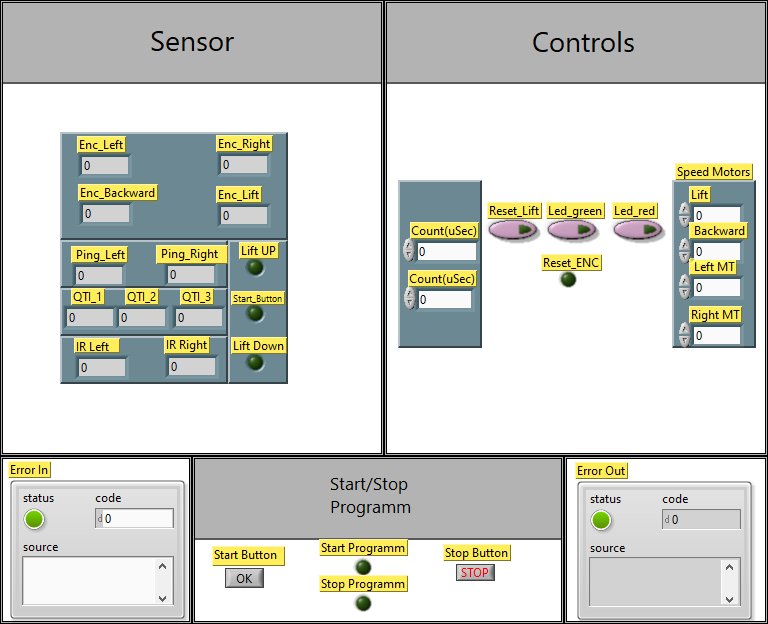 Sensor
Controls
Enc_Left
Enc_Right
0
0
Enc_Backward
Enc_Lift
0
0
Ping_Left
Ping_Right
Lift UP
0
0
QTI_1
QTI_2
QTI_3
Start_Button
0
0
0
IR Left
IR Right
Lift Down
0
0
Count(uSec)
0
Count(uSec)
0
Reset_Lift
Led_green
Led_red
Reset_ENC
Speed Motors
Lift
0
Backward
0
Left MT
0
Right MT
0
Error In
status
code
d 0
source
Start/Stop
Programm
Start Button
OK
Start Programm
Stop Programm
Stop Button
STOP
Error Out
status
code
d 0
source